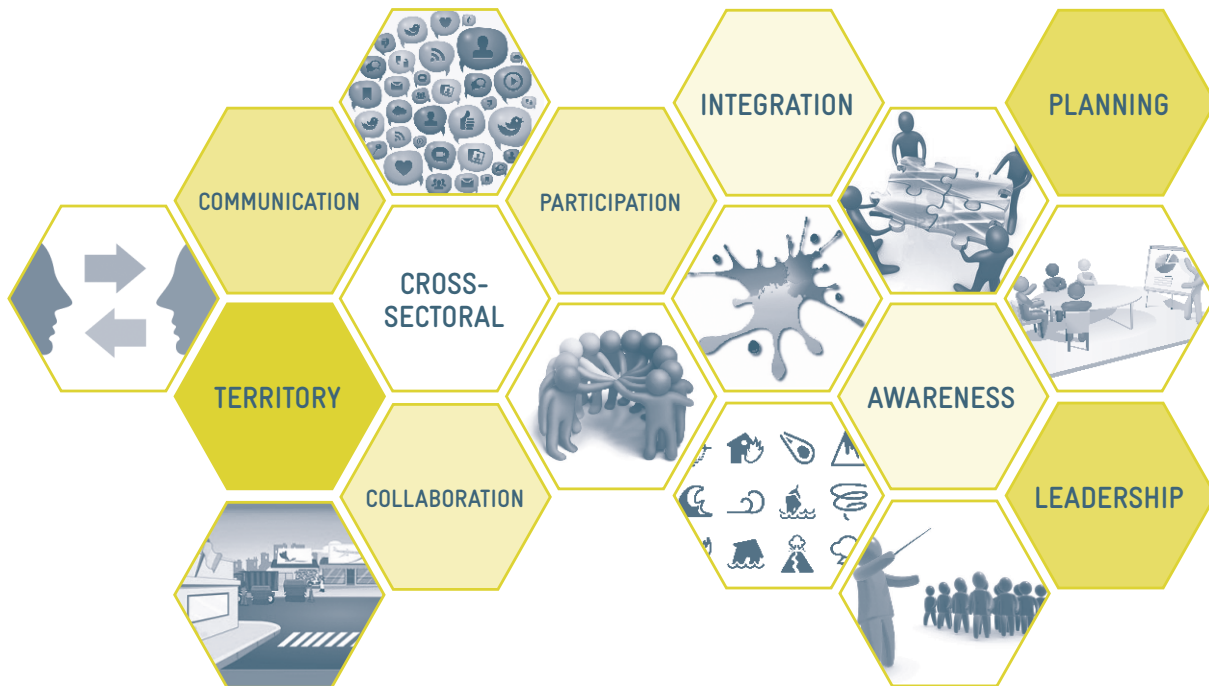 INTEGRATION
PLANNING
COMMUNICATION
PARTICIPATION
CROSS-
SECTORAL
TERRITORY
AWARENESS
COLLABORATION
LEADERSHIP